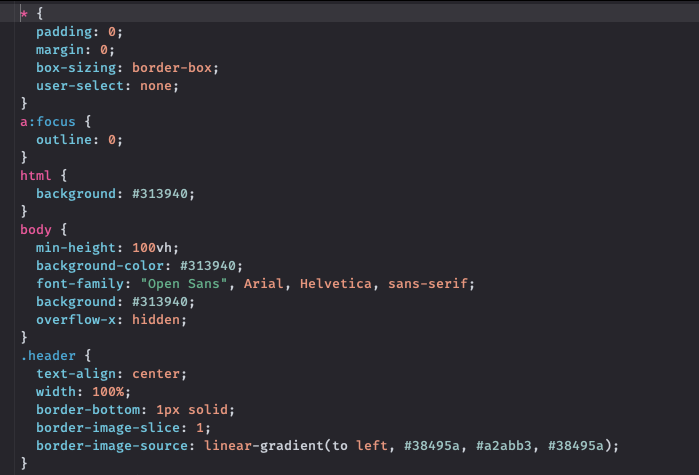 * {
  padding: 0;
  margin: 0;
  box-sizing: border-box;
  user-select: none;
}
a:focus {
  outline: 0;
}
html {
  background: #313940;
}
body {
  min-height: 100vh;
  background-color: #313940;
  font-family: "Open Sans", Arial, Helvetica, sans-serif;
  background: #313940;
  overflow-x: hidden;
}
.header {
  text-align: center;
  width: 100%;
  border-bottom: 1px solid;
  border-image-slice: 1;
  border-image-source: linear-gradient(to left, #38495a, #a2abb3, #38495a);
}